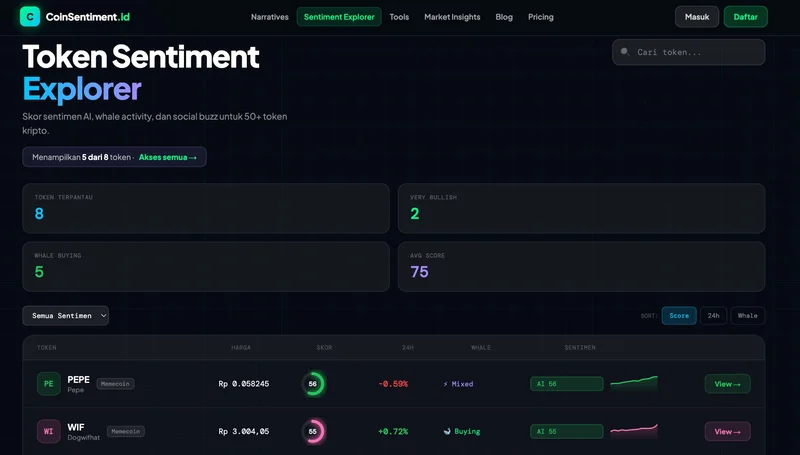 C CoinSentiment.id Narratives Sentiment Explorer Tools Market Insights Blog Pricing Masuk Daftar
Token Sentiment
Explorer
Cari token...
Skor sentimen AI, whale activity, dan social buzz untuk 50+ token
kripto.
Menampilkan 5 dari 8 token · Akses semua →
TOKEN TERPANTAU
8
VERY BULLISH
2
WHALE BUYING
5
AVG SCORE
75
Semua Sentimen
SORT: Score 24h Whale
TOKEN HARGA SKOR 24H WHALE SENTIMEN
PE PEPE Memecoin Rp 0.058245 56 -0.59% Mixed AI 56 View →
Pepe
WI WIF Memecoin Rp 3.004,05 55 +0.72% Buying View →
Dogwifhat